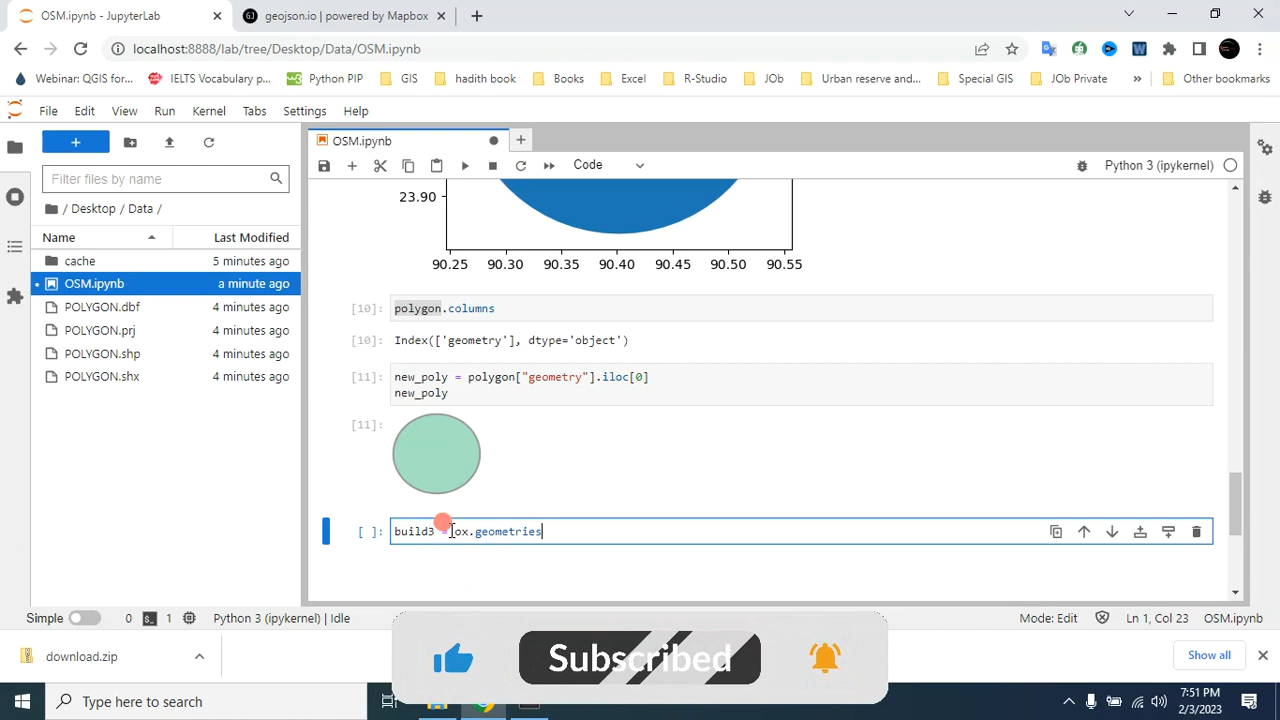 OSM.ipynb - JupyterLab
geojson.io | powered by Mapbox
localhost:8888/lab/tree/Desktop/Data/OSM.ipynb
Webinar: QGIS for...
IELTS Vocabulary p...
Python PIP
GIS
hadith book
Books
Excel
R-Studio
JOb
Urban reserve and...
Special GIS
JOb Private
»
Other bookmarks
File Edit View Run Kernel Tabs Settings Help
OSM.ipynb
Code
Python 3 (ipykernel)
Filter files by name
/ Desktop / Data /
Name Last Modified
cache 5 minutes ago
OSM.ipynb a minute ago
POLYGON.dbf 4 minutes ago
POLYGON.prj 4 minutes ago
POLYGON.shp 4 minutes ago
POLYGON.shx 4 minutes ago
23.90
90.25 90.30 90.35 90.40 90.45 90.50 90.55
[10]: polygon.columns
[10]: Index(['geometry'], dtype='object')
[11]: new_poly = polygon["geometry"].iloc[0]
new_poly
[11]:
[ ]: build3 = ox.geometries
Simple 0 1 Python 3 (ipykernel) | Idle
Mode: Edit Ln 1, Col 23 OSM.ipynb
download.zip
Subscribed
Show all
Type here to search
7:51 PM
2/3/2023